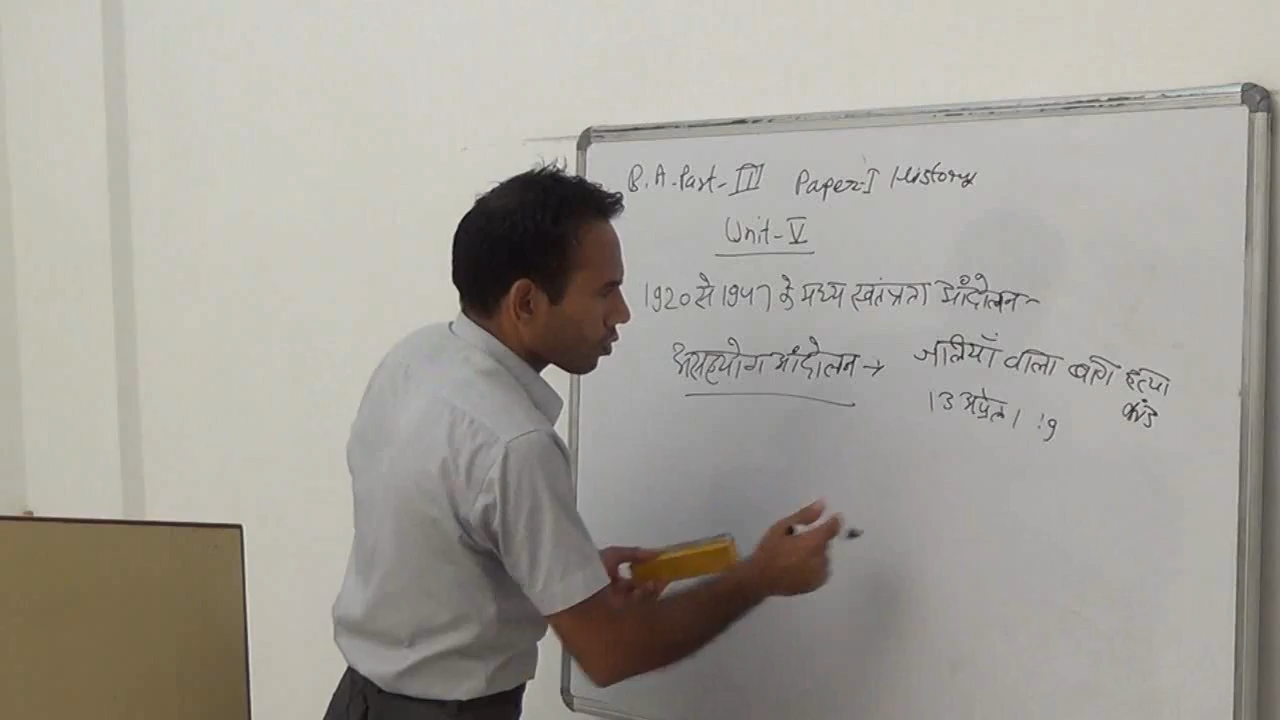 B.A. Part-III Paper-I History
Unit-V
1920 से 1947 के मध्य स्वतंत्रता आँदोलन-
असहयोग आंदोलन → जलियाँ वाला बाग हत्या
13 अप्रेल 19 कांड